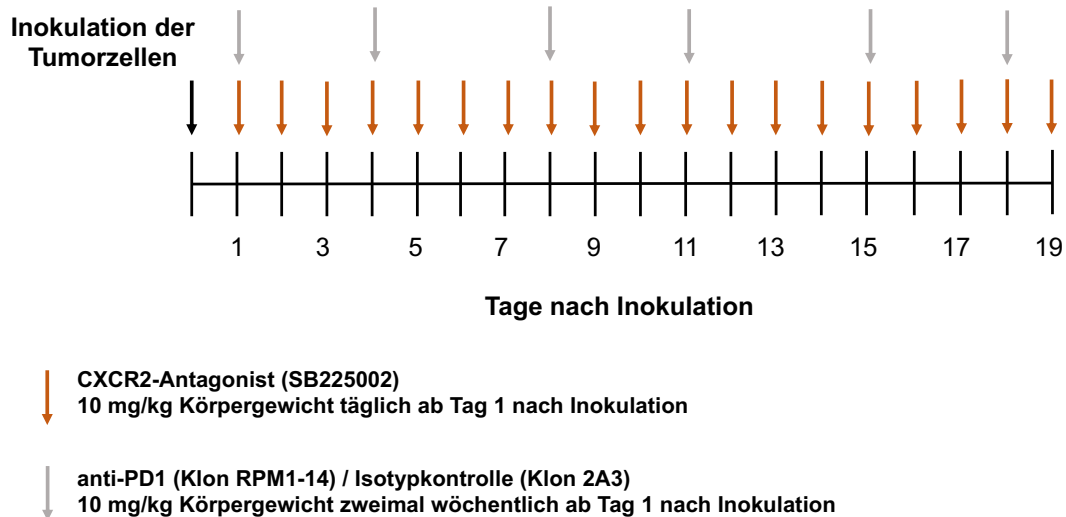 Inokulation der
Tumorzellen
1 3 5 7 9 11 13 15 17 19
Tage nach Inokulation
CXCR2-Antagonist (SB225002)
10 mg/kg Körpergewicht täglich ab Tag 1 nach Inokulation
anti-PD1 (Klon RPM1-14) / Isotypkontrolle (Klon 2A3)
10 mg/kg Körpergewicht zweimal wöchentlich ab Tag 1 nach Inokulation